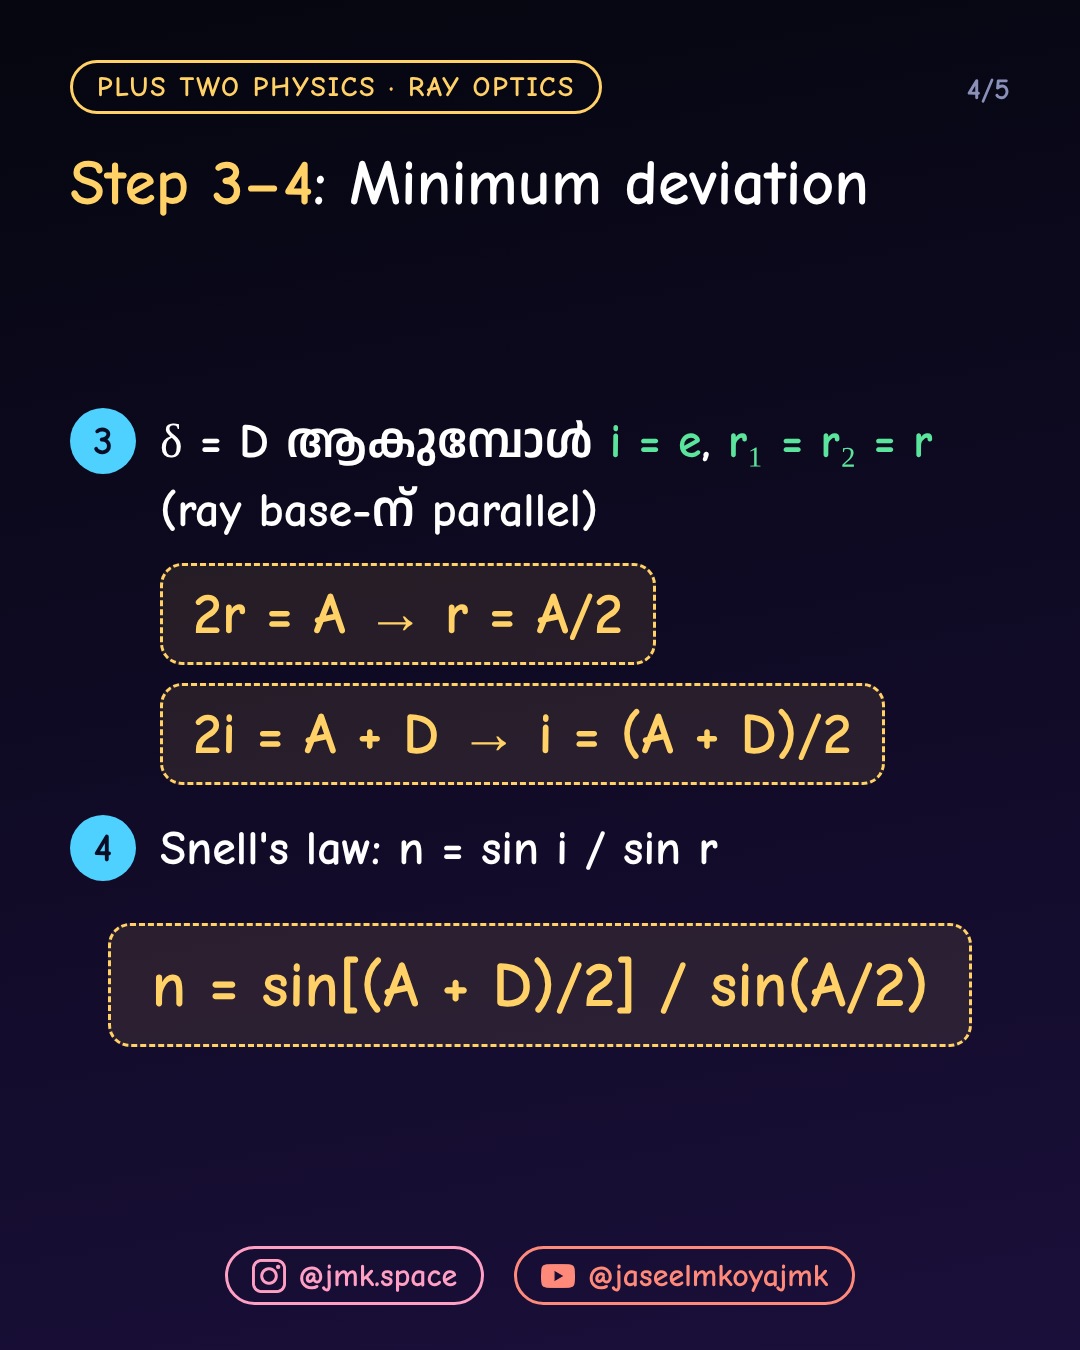 PLUS TWO PHYSICS · RAY OPTICS
4/5
Step 3–4: Minimum deviation
3
δ = D ആകുമ്പോൾ i = e, r₁ = r₂ = r
(ray base-ന് parallel)
2r = A → r = A/2
2i = A + D → i = (A + D)/2
4
Snell's law: n = sin i / sin r
n = sin[(A + D)/2] / sin(A/2)
@jmk.space
@jaseelmkoyajmk